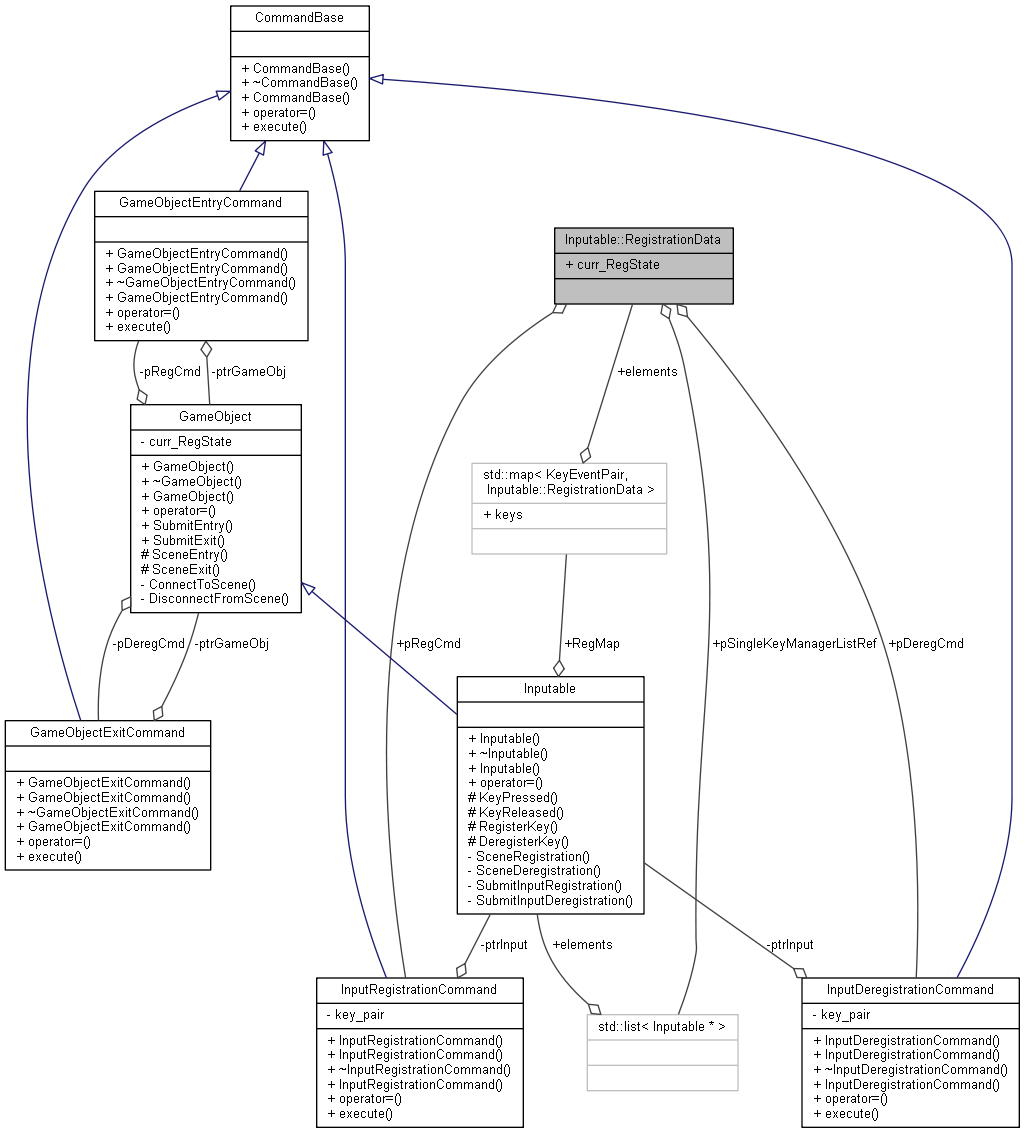 CommandBase
+ CommandBase()
+ ~CommandBase()
+ CommandBase()
+ operator=()
+ execute()
GameObjectEntryCommand
+ GameObjectEntryCommand()
+ GameObjectEntryCommand()
+ ~GameObjectEntryCommand()
+ GameObjectEntryCommand()
+ operator=()
+ execute()
Inputable::RegistrationData
+ curr_RegState
-pRegCmd
-ptrGameObj
+elements
GameObject
- curr_RegState
+ GameObject()
+ ~GameObject()
+ GameObject()
+ operator=()
+ SubmitEntry()
+ SubmitExit()
# SceneEntry()
# SceneExit()
- ConnectToScene()
- DisconnectFromScene()
std::map< KeyEventPair,
Inputable::RegistrationData >
+ keys
-pDeregCmd
-ptrGameObj
+pRegCmd
+RegMap
+pSingleKeyManagerListRef
+pDeregCmd
GameObjectExitCommand
+ GameObjectExitCommand()
+ GameObjectExitCommand()
+ ~GameObjectExitCommand()
+ GameObjectExitCommand()
+ operator=()
+ execute()
Inputable
+ Inputable()
+ ~Inputable()
+ Inputable()
+ operator=()
# KeyPressed()
# KeyReleased()
# RegisterKey()
# DeregisterKey()
- SceneRegistration()
- SceneDeregistration()
- SubmitInputRegistration()
- SubmitInputDeregistration()
-ptrInput
+elements
-ptrInput
InputRegistrationCommand
- key_pair
+ InputRegistrationCommand()
+ InputRegistrationCommand()
+ ~InputRegistrationCommand()
+ InputRegistrationCommand()
+ operator=()
+ execute()
std::list< Inputable * >
InputDeregistrationCommand
- key_pair
+ InputDeregistrationCommand()
+ InputDeregistrationCommand()
+ ~InputDeregistrationCommand()
+ InputDeregistrationCommand()
+ operator=()
+ execute()